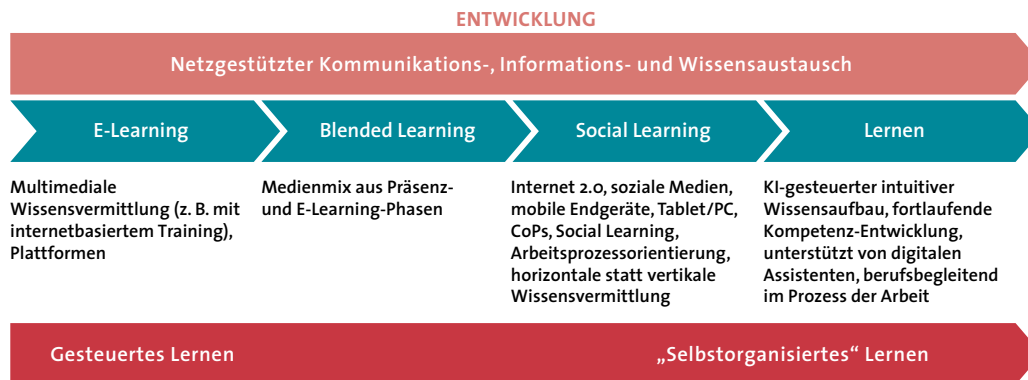 ENTWICKLUNG
Netzgestützter Kommunikations-, Informations- und Wissensaustausch
E-Learning
Blended Learning
Social Learning
Lernen
Multimediale
Wissensvermittlung (z. B. mit
internetbasiertem Training),
Plattformen
Medienmix aus Präsenz-
und E-Learning-Phasen
Internet 2.0, soziale Medien,
mobile Endgeräte, Tablet/PC,
CoPs, Social Learning,
Arbeitsprozessorientierung,
horizontale statt vertikale
Wissensvermittlung
KI-gesteuerter intuitiver
Wissensaufbau, fortlaufende
Kompetenz-Entwicklung,
unterstützt von digitalen
Assistenten, berufsbegleitend
im Prozess der Arbeit
Gesteuertes Lernen
„Selbstorganisiertes“ Lernen